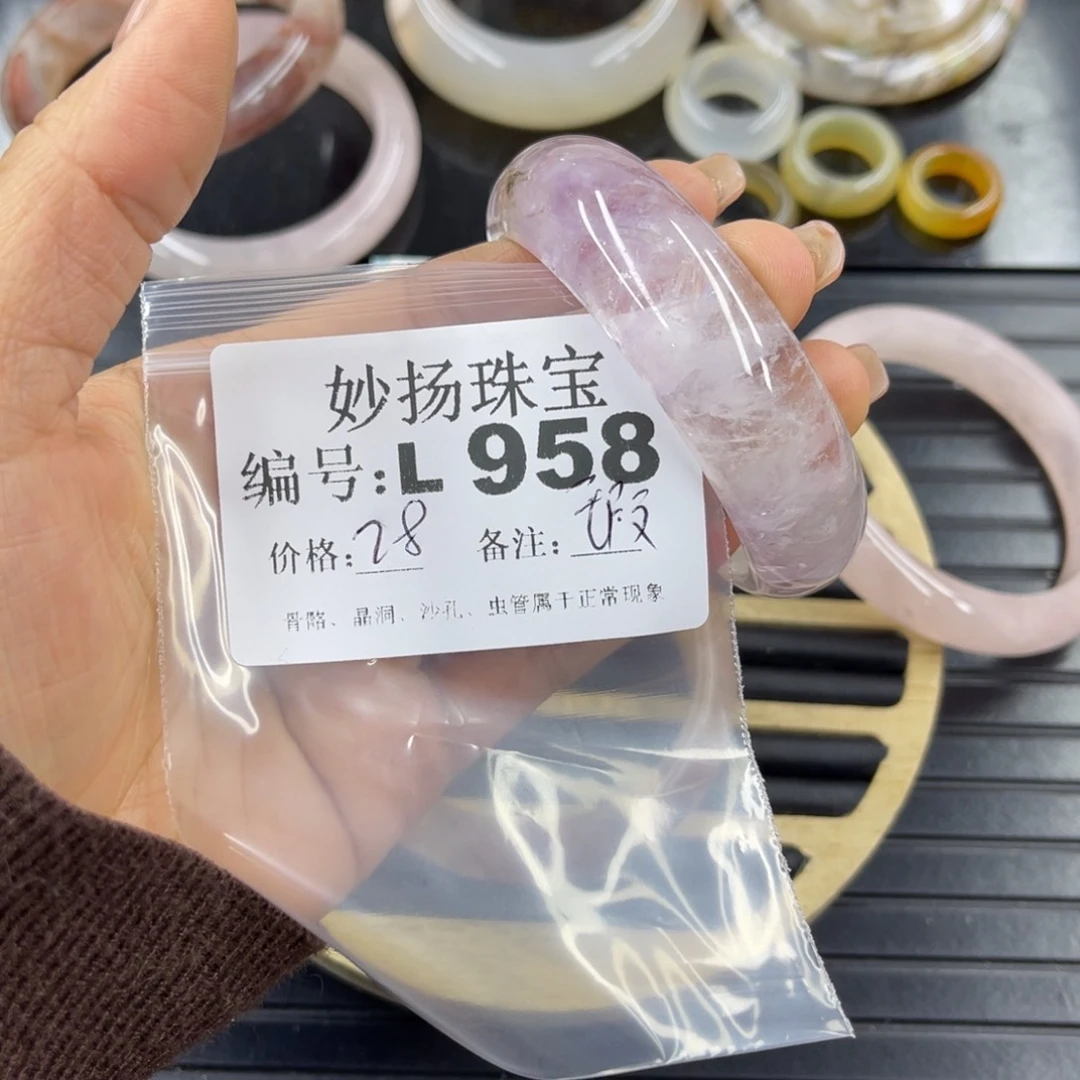 妙扬珠宝
编号:L 958
价格:28 备注:瑕
骨胳、晶洞、沙孔、虫管属于正常现象